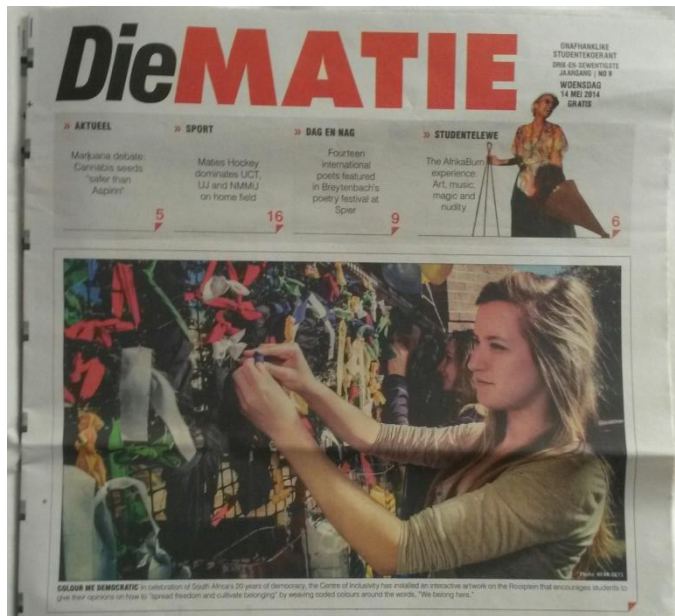 DieMATIE
ONAFHANKLIKE
STUDENTEKOERANT
DRIE-EN-SEWENTIGSTE
JAARGANG | NO 9
WOENSDAG
14 MEI 2014
GRATIS
» AKTUEEL
Marijuana debate:
Cannabis seeds
"safer than
Aspirin"
5
» SPORT
Maties Hockey
dominates UCT,
UJ and NMMU
on home field
16
» DAG EN NAG
Fourteen
international
poets featured
in Breytenbach's
poetry festival at
Spier
9
» STUDENTELEWE
The AfrikaBurn
experience:
Art, music,
magic and
nudity
6
Photo:
COLOUR ME DEMOCRATIC In celebration of South Africa's 20 years of democracy, the Centre of Inclusivity has installed an interactive artwork on the Rooiplein that encourages students to
give their opinions on how to "spread freedom and cultivate belonging" by weaving coded colours around the words, "We belong here."